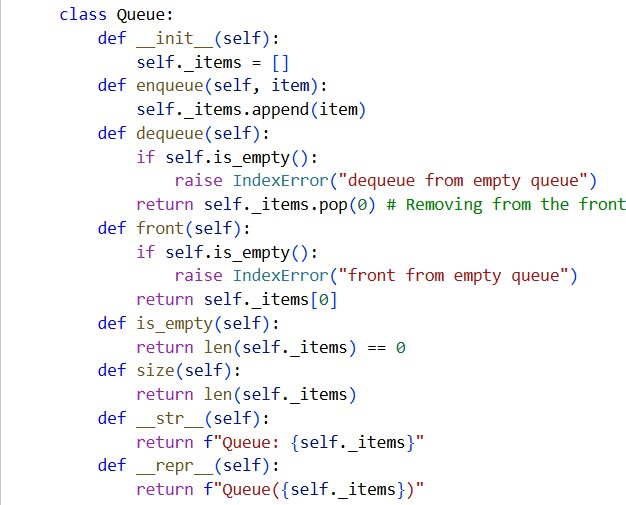 class Queue:
    def __init__(self):
        self._items = []
    def enqueue(self, item):
        self._items.append(item)
    def dequeue(self):
        if self.is_empty():
            raise IndexError("dequeue from empty queue")
        return self._items.pop(0) # Removing from the front
    def front(self):
        if self.is_empty():
            raise IndexError("front from empty queue")
        return self._items[0]
    def is_empty(self):
        return len(self._items) == 0
    def size(self):
        return len(self._items)
    def __str__(self):
        return f"Queue: {self._items}"
    def __repr__(self):
        return f"Queue({self._items})"